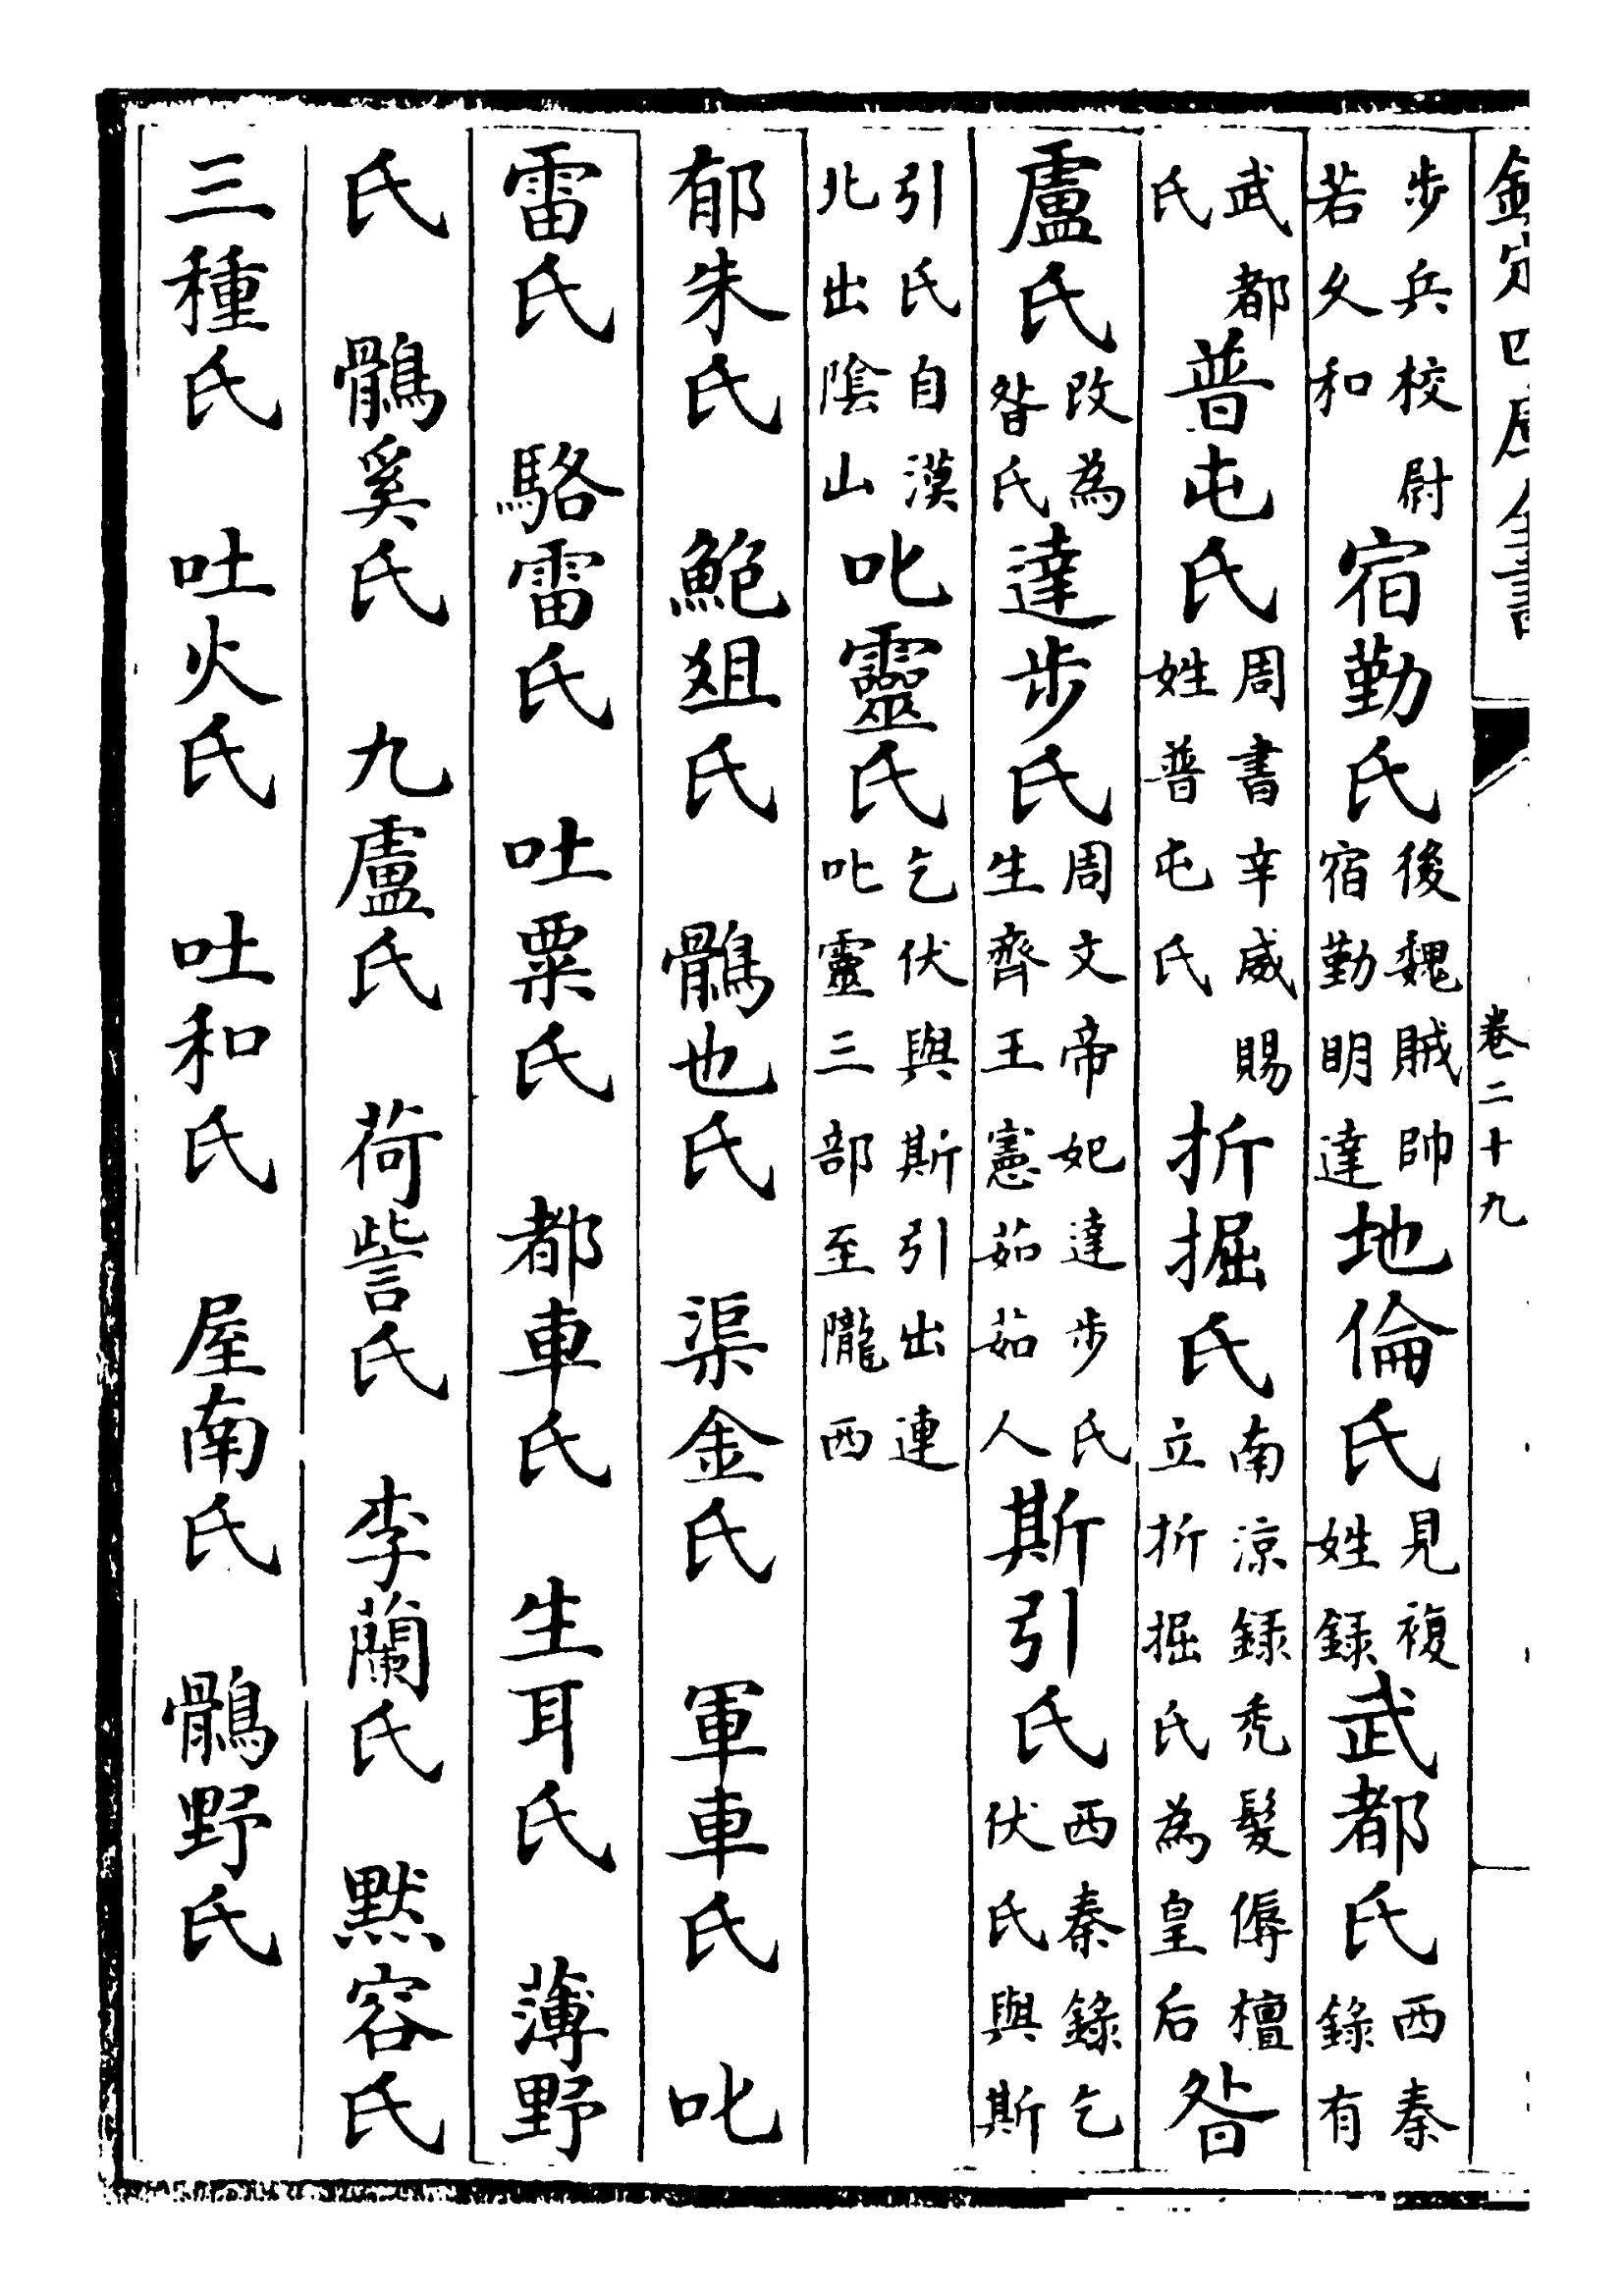 欽定四庫全書
卷二十九
步兵校尉若久和宿勤氏後魏賊帥宿勤明達地倫氏見複姓録武都氏西秦錄有
武都氏普屯氏周書辛威賜姓普屯氏折掘氏南涼録禿髮傉檀立折掘氏為皇后昝
盧氏改為昝氏達步氏周文帝妃達步氏生齊王憲茹茹人斯引氏西秦錄乞伏氏與斯
引氏自漠北出陰山叱靈氏乞伏與斯引出連叱靈三部至隴西
郁朱氏 鮑俎氏 鶻也氏 渠金氏 軍車氏 叱
雷氏 駱雷氏 吐粟氏 都車氏 生耳氏 薄野
氏 鶻奚氏 九盧氏 荷訾氏 李蘭氏 黙容氏
三種氏 吐火氏 吐和氏 屋南氏 鶻野氏